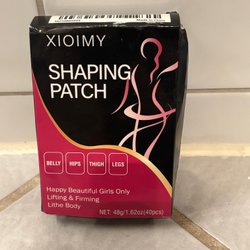 XIOIMY
SHAPING
PATCH
BELLY HIPS THIGH LEGS
Happy Beautiful Girls Only
Lifting & Firming
Lithe Body
NET: 48g/1.62oz(40pcs)